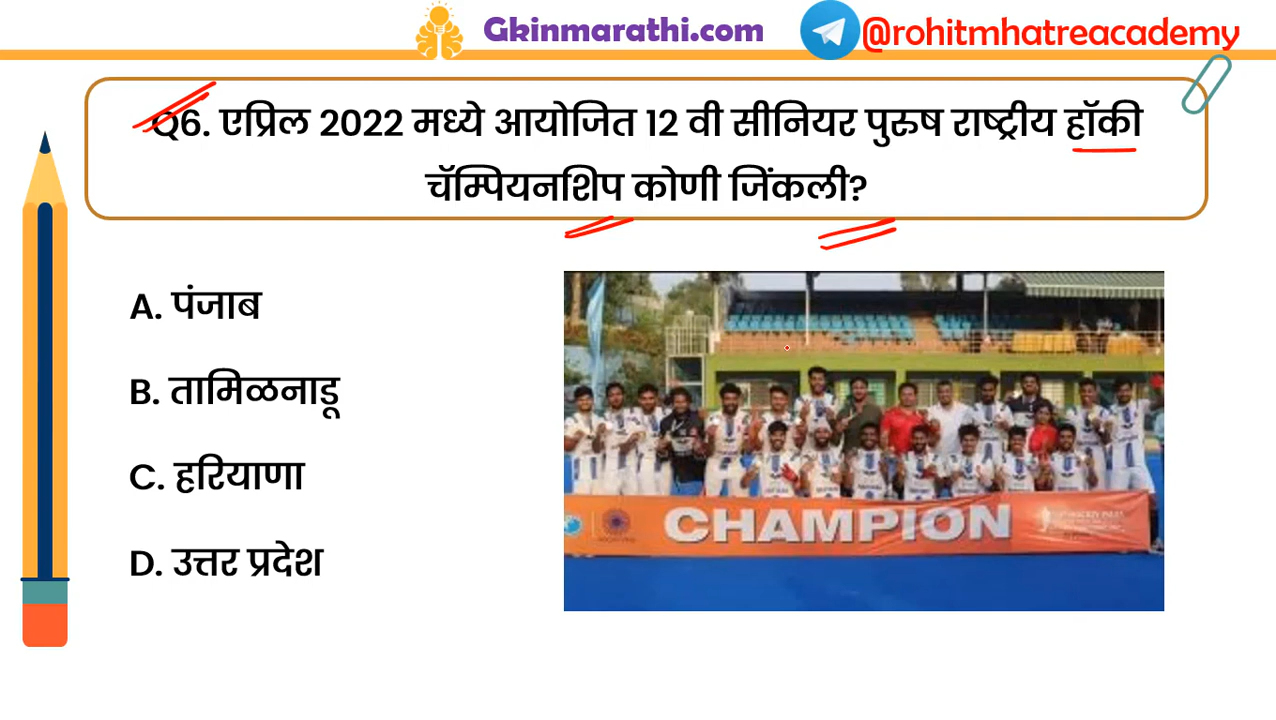 Gkinmarathi.com
@rohitmhatreacademy
Q6. एप्रिल 2022 मध्ये आयोजित 12 वी सीनियर पुरुष राष्ट्रीय हॉकी
चॅम्पियनशिप कोणी जिंकली?
A. पंजाब
B. तामिळनाडू
C. हरियाणा
D. उत्तर प्रदेश
CHAMPION